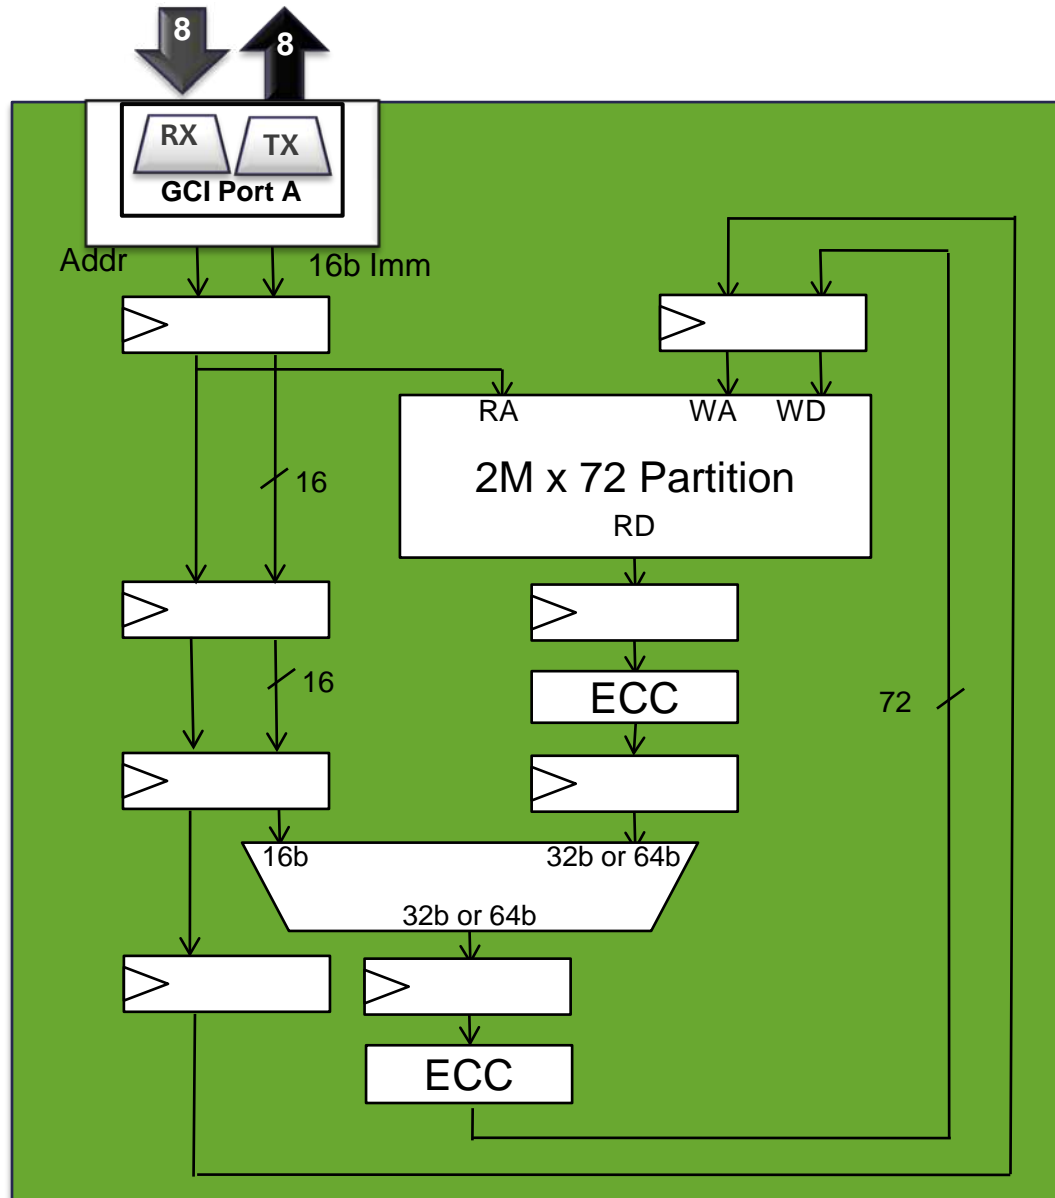 8
8
RX
TX
GCI Port A
Addr
16b Imm
RA
WA
WD
16
2M x 72 Partition
RD
16
ECC
72
16b
32b or 64b
32b or 64b
ECC